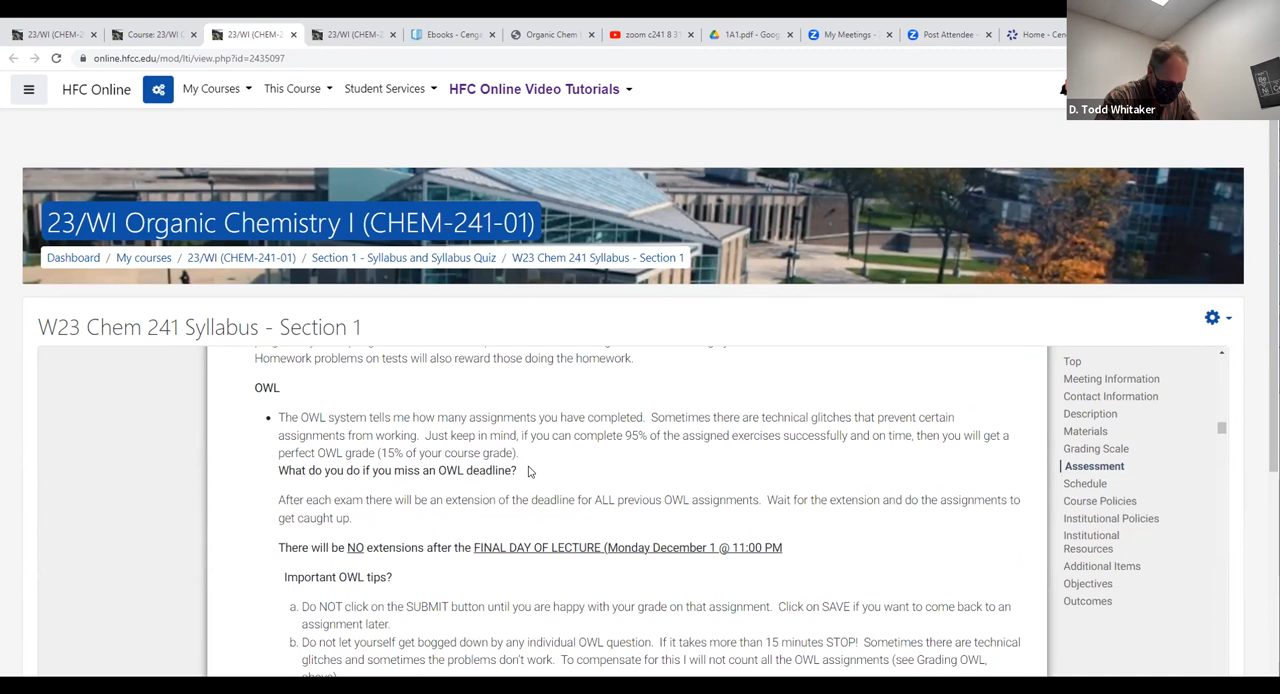 23/WI (CHEM-2
Course: 23/WI C
23/WI (CHEM-2
23/WI (CHEM-2
Ebooks - Cenga
Organic Chem I
zoom c241 8 31
1A1.pdf - Goog
My Meetings -
Post Attendee -
Home - Cen
online.hfcc.edu/mod/lti/view.php?id=2435097
HFC Online My Courses This Course Student Services HFC Online Video Tutorials
D. Todd Whitaker
23/WI Organic Chemistry I (CHEM-241-01)
Dashboard / My courses / 23/WI (CHEM-241-01) / Section 1 - Syllabus and Syllabus Quiz / W23 Chem 241 Syllabus - Section 1
W23 Chem 241 Syllabus - Section 1
Homework problems on tests will also reward those doing the homework.
OWL
• The OWL system tells me how many assignments you have completed. Sometimes there are technical glitches that prevent certain
assignments from working. Just keep in mind, if you can complete 95% of the assigned exercises successfully and on time, then you will get a
perfect OWL grade (15% of your course grade).
What do you do if you miss an OWL deadline?
After each exam there will be an extension of the deadline for ALL previous OWL assignments. Wait for the extension and do the assignments to
get caught up.
There will be NO extensions after the FINAL DAY OF LECTURE (Monday December 1 @ 11:00 PM
Important OWL tips?
a. Do NOT click on the SUBMIT button until you are happy with your grade on that assignment. Click on SAVE if you want to come back to an
assignment later.
b. Do not let yourself get bogged down by any individual OWL question. If it takes more than 15 minutes STOP! Sometimes there are technical
glitches and sometimes the problems don't work. To compensate for this I will not count all the OWL assignments (see Grading OWL,
Top
Meeting Information
Contact Information
Description
Materials
Grading Scale
Assessment
Schedule
Course Policies
Institutional Policies
Institutional
Resources
Additional Items
Objectives
Outcomes